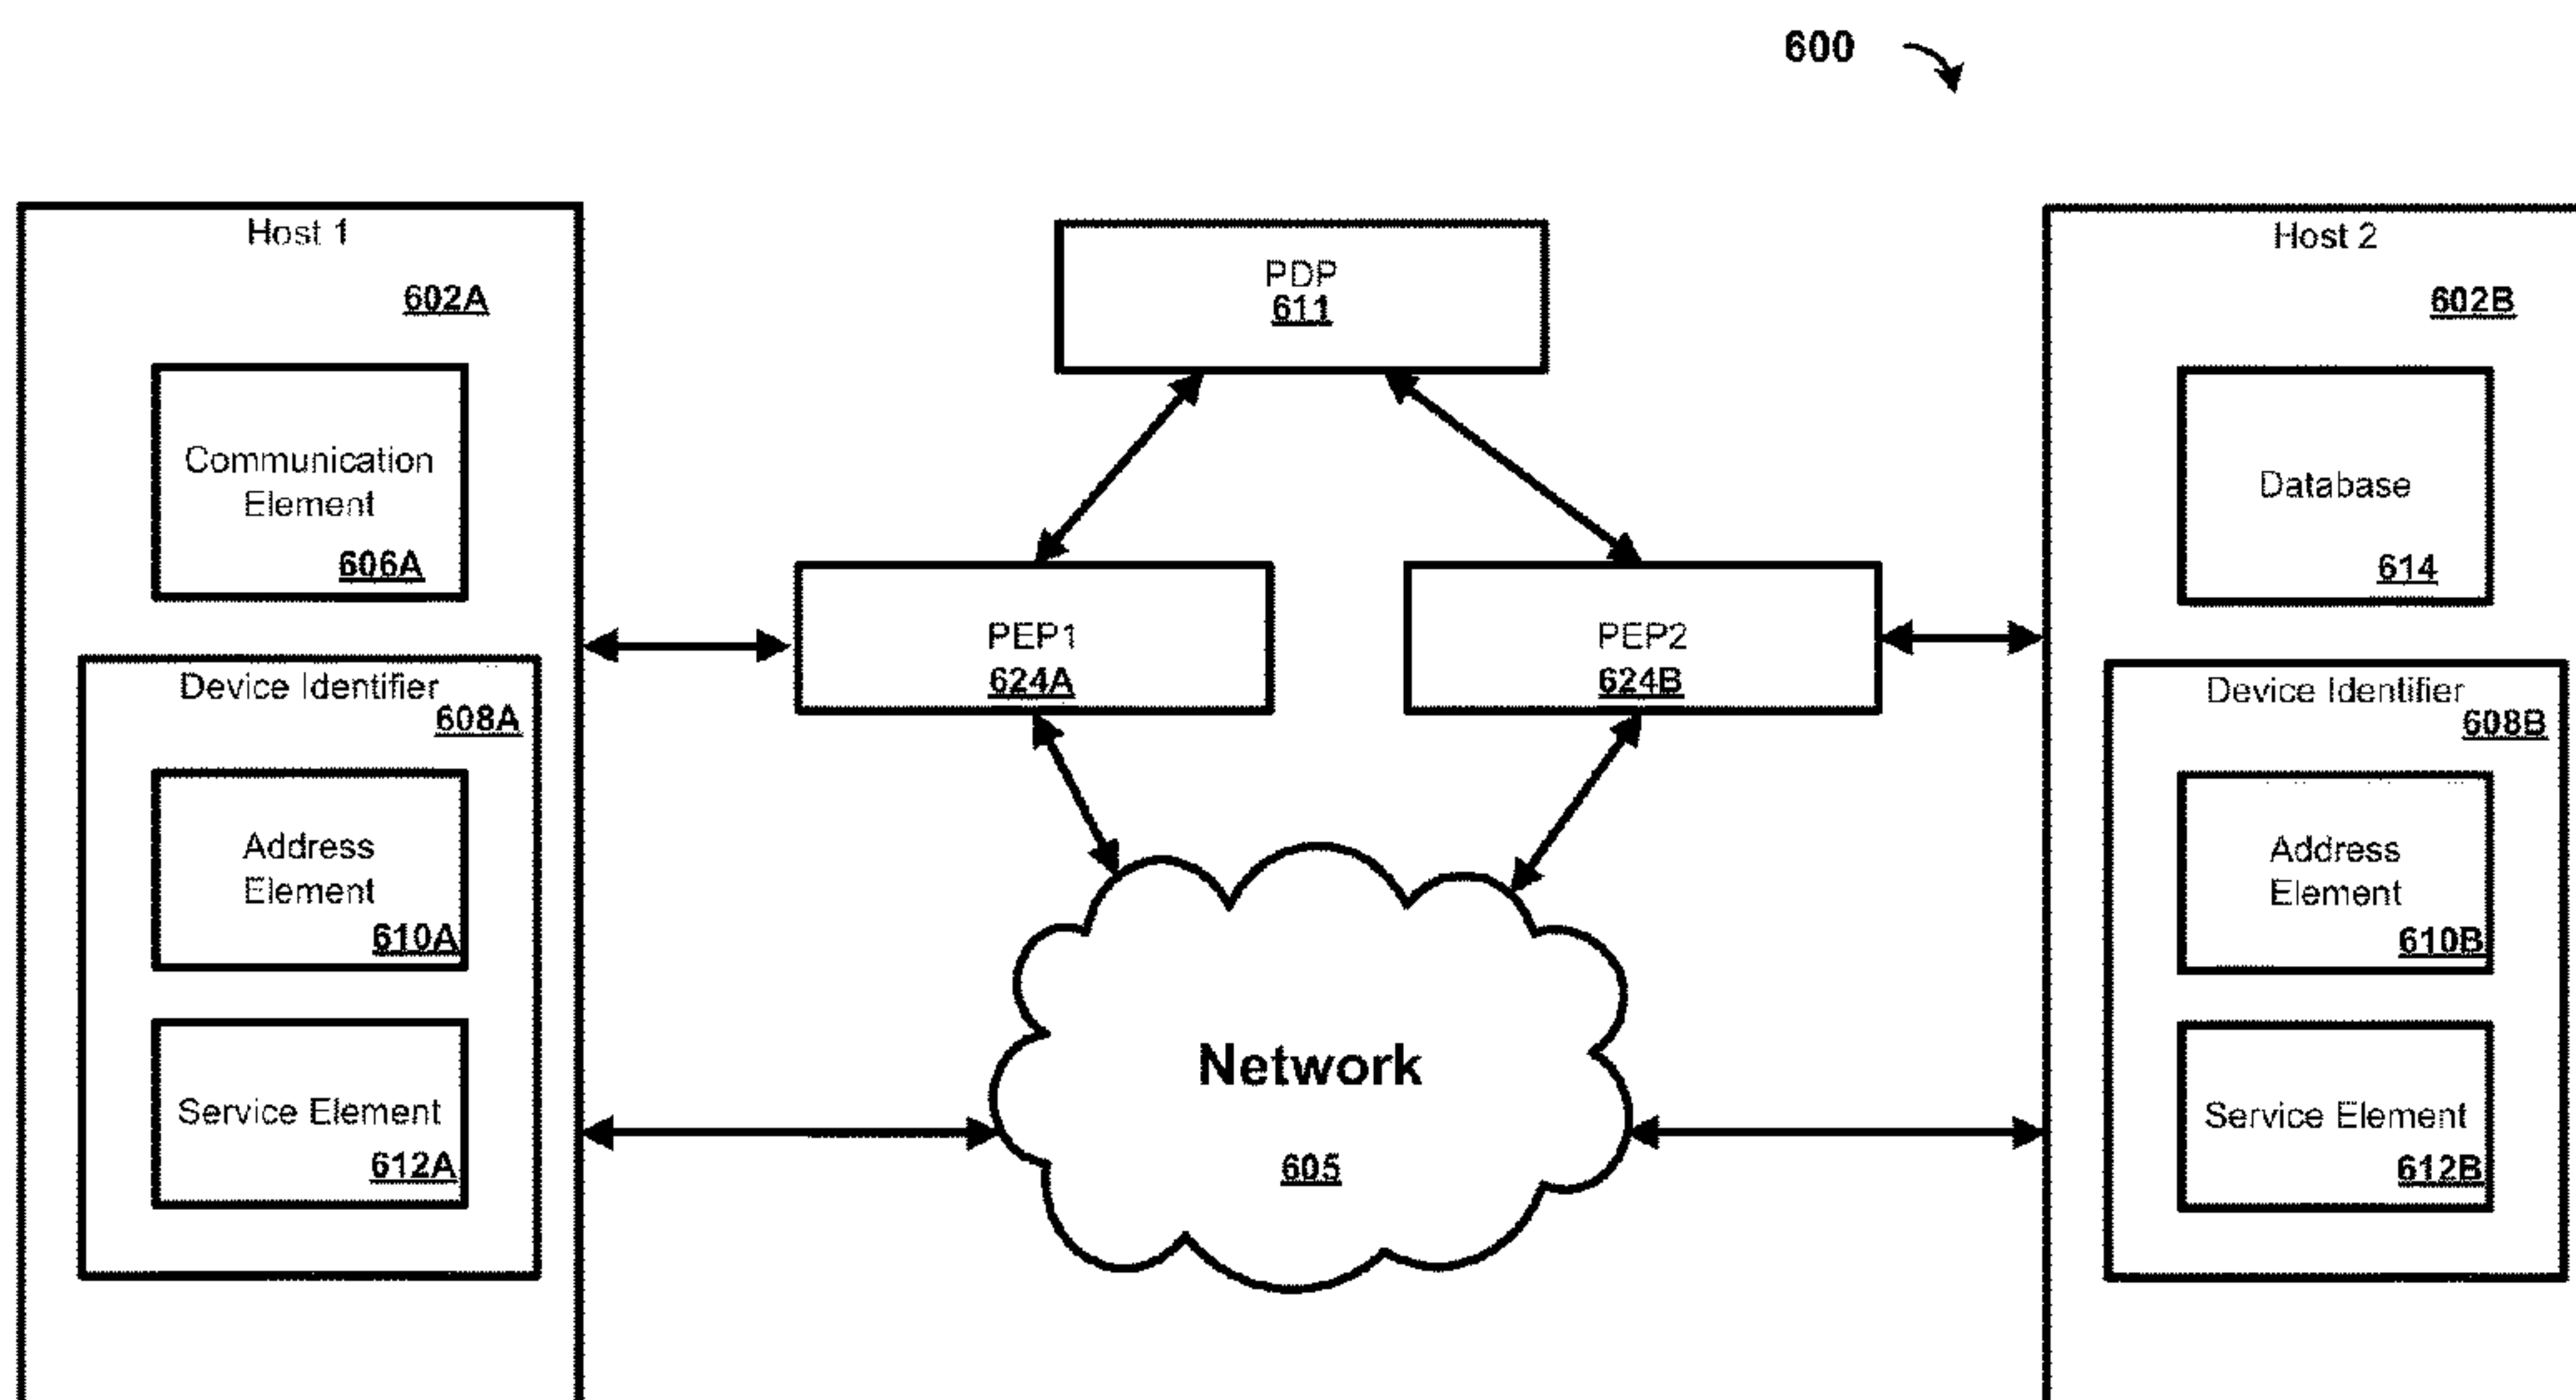 600
Host 1
602A
Communication
Element
606A
Device Identifier
608A
Address
Element
610A
Service Element
612A
PDP
611
PEP1
624A
PEP2
624B
Network
605
Host 2
602B
Database
614
Device Identifier
608B
Address
Element
610B
Service Element
612B